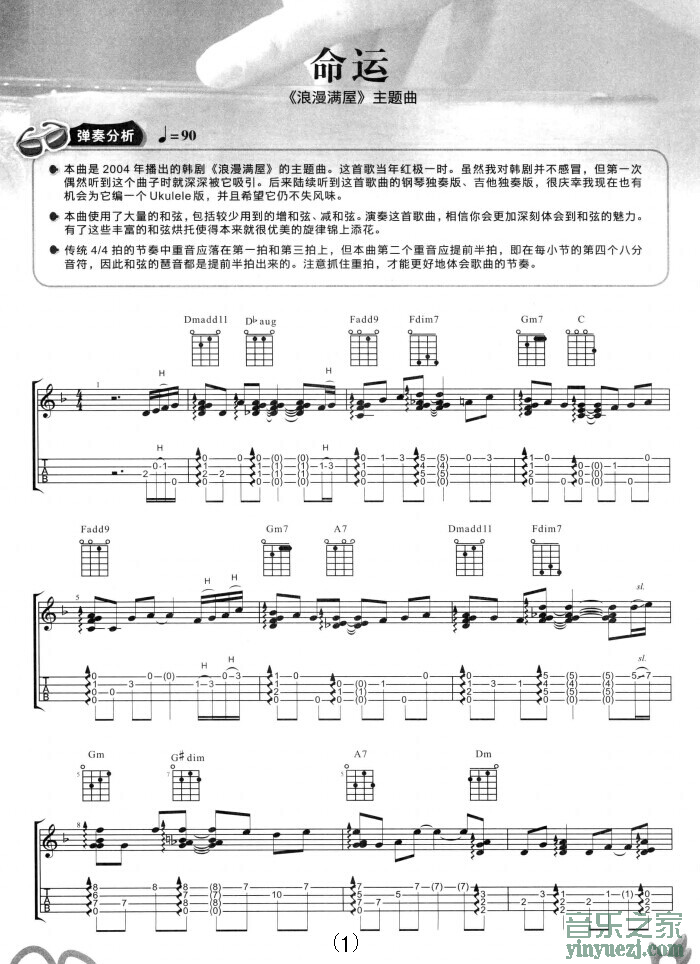 命运
《浪漫满屋》主题曲
弹奏分析 ♩=90
● 本曲是 2004 年播出的韩剧《浪漫满屋》的主题曲。这首歌当年红极一时。虽然我对韩剧并不感冒，但第一次
偶然听到这个曲子时就深深被它吸引。后来陆续听到这首歌曲的钢琴独奏版、吉他独奏版，很庆幸我现在也有
机会为它编一个 Ukulele版，并且希望它仍不失风味。
● 本曲使用了大量的和弦，包括较少用到的增和弦、减和弦。演奏这首歌曲，相信你会更加深刻体会到和弦的魅力。
有了这些丰富的和弦烘托使得本来就很优美的旋律锦上添花。
● 传统 4/4 拍的节奏中重音应落在第一拍和第三拍上，但本曲第二个重音应提前半拍，即在每小节的第四个八分
音符，因此和弦的琶音都是提前半拍出来的。注意抓住重拍，才能更好地体会歌曲的节奏。
Dmadd11 D♭aug Fadd9 Fdim7 Gm7 C
Fadd9 Gm7 A7 Dmadd11 Fdim7
Gm G♯dim A7 Dm
(1)
音乐之家
yinyuezj.com